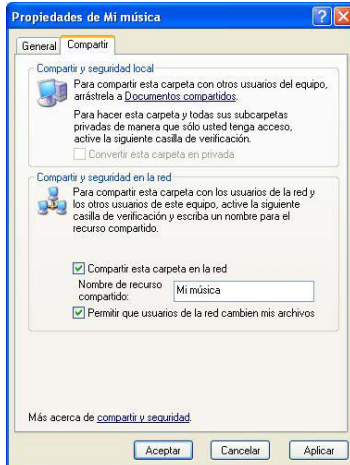 Propiedades de Mi música
General Compartir
Compartir y seguridad local
Para compartir esta carpeta con otros usuarios del equipo,
arrástrela a Documentos compartidos.
Para hacer esta carpeta y todas sus subcarpetas
privadas de manera que sólo usted tenga acceso,
active la siguiente casilla de verificación.
Convertir esta carpeta en privada
Compartir y seguridad en la red
Para compartir esta carpeta con los usuarios de la red y
los otros usuarios de este equipo, active la siguiente
casilla de verificación y escriba un nombre para el
recurso compartido.
Compartir esta carpeta en la red
Nombre de recurso
compartido: Mi música
Permitir que usuarios de la red cambien mis archivos
Más acerca de compartir y seguridad.
Aceptar Cancelar Aplicar